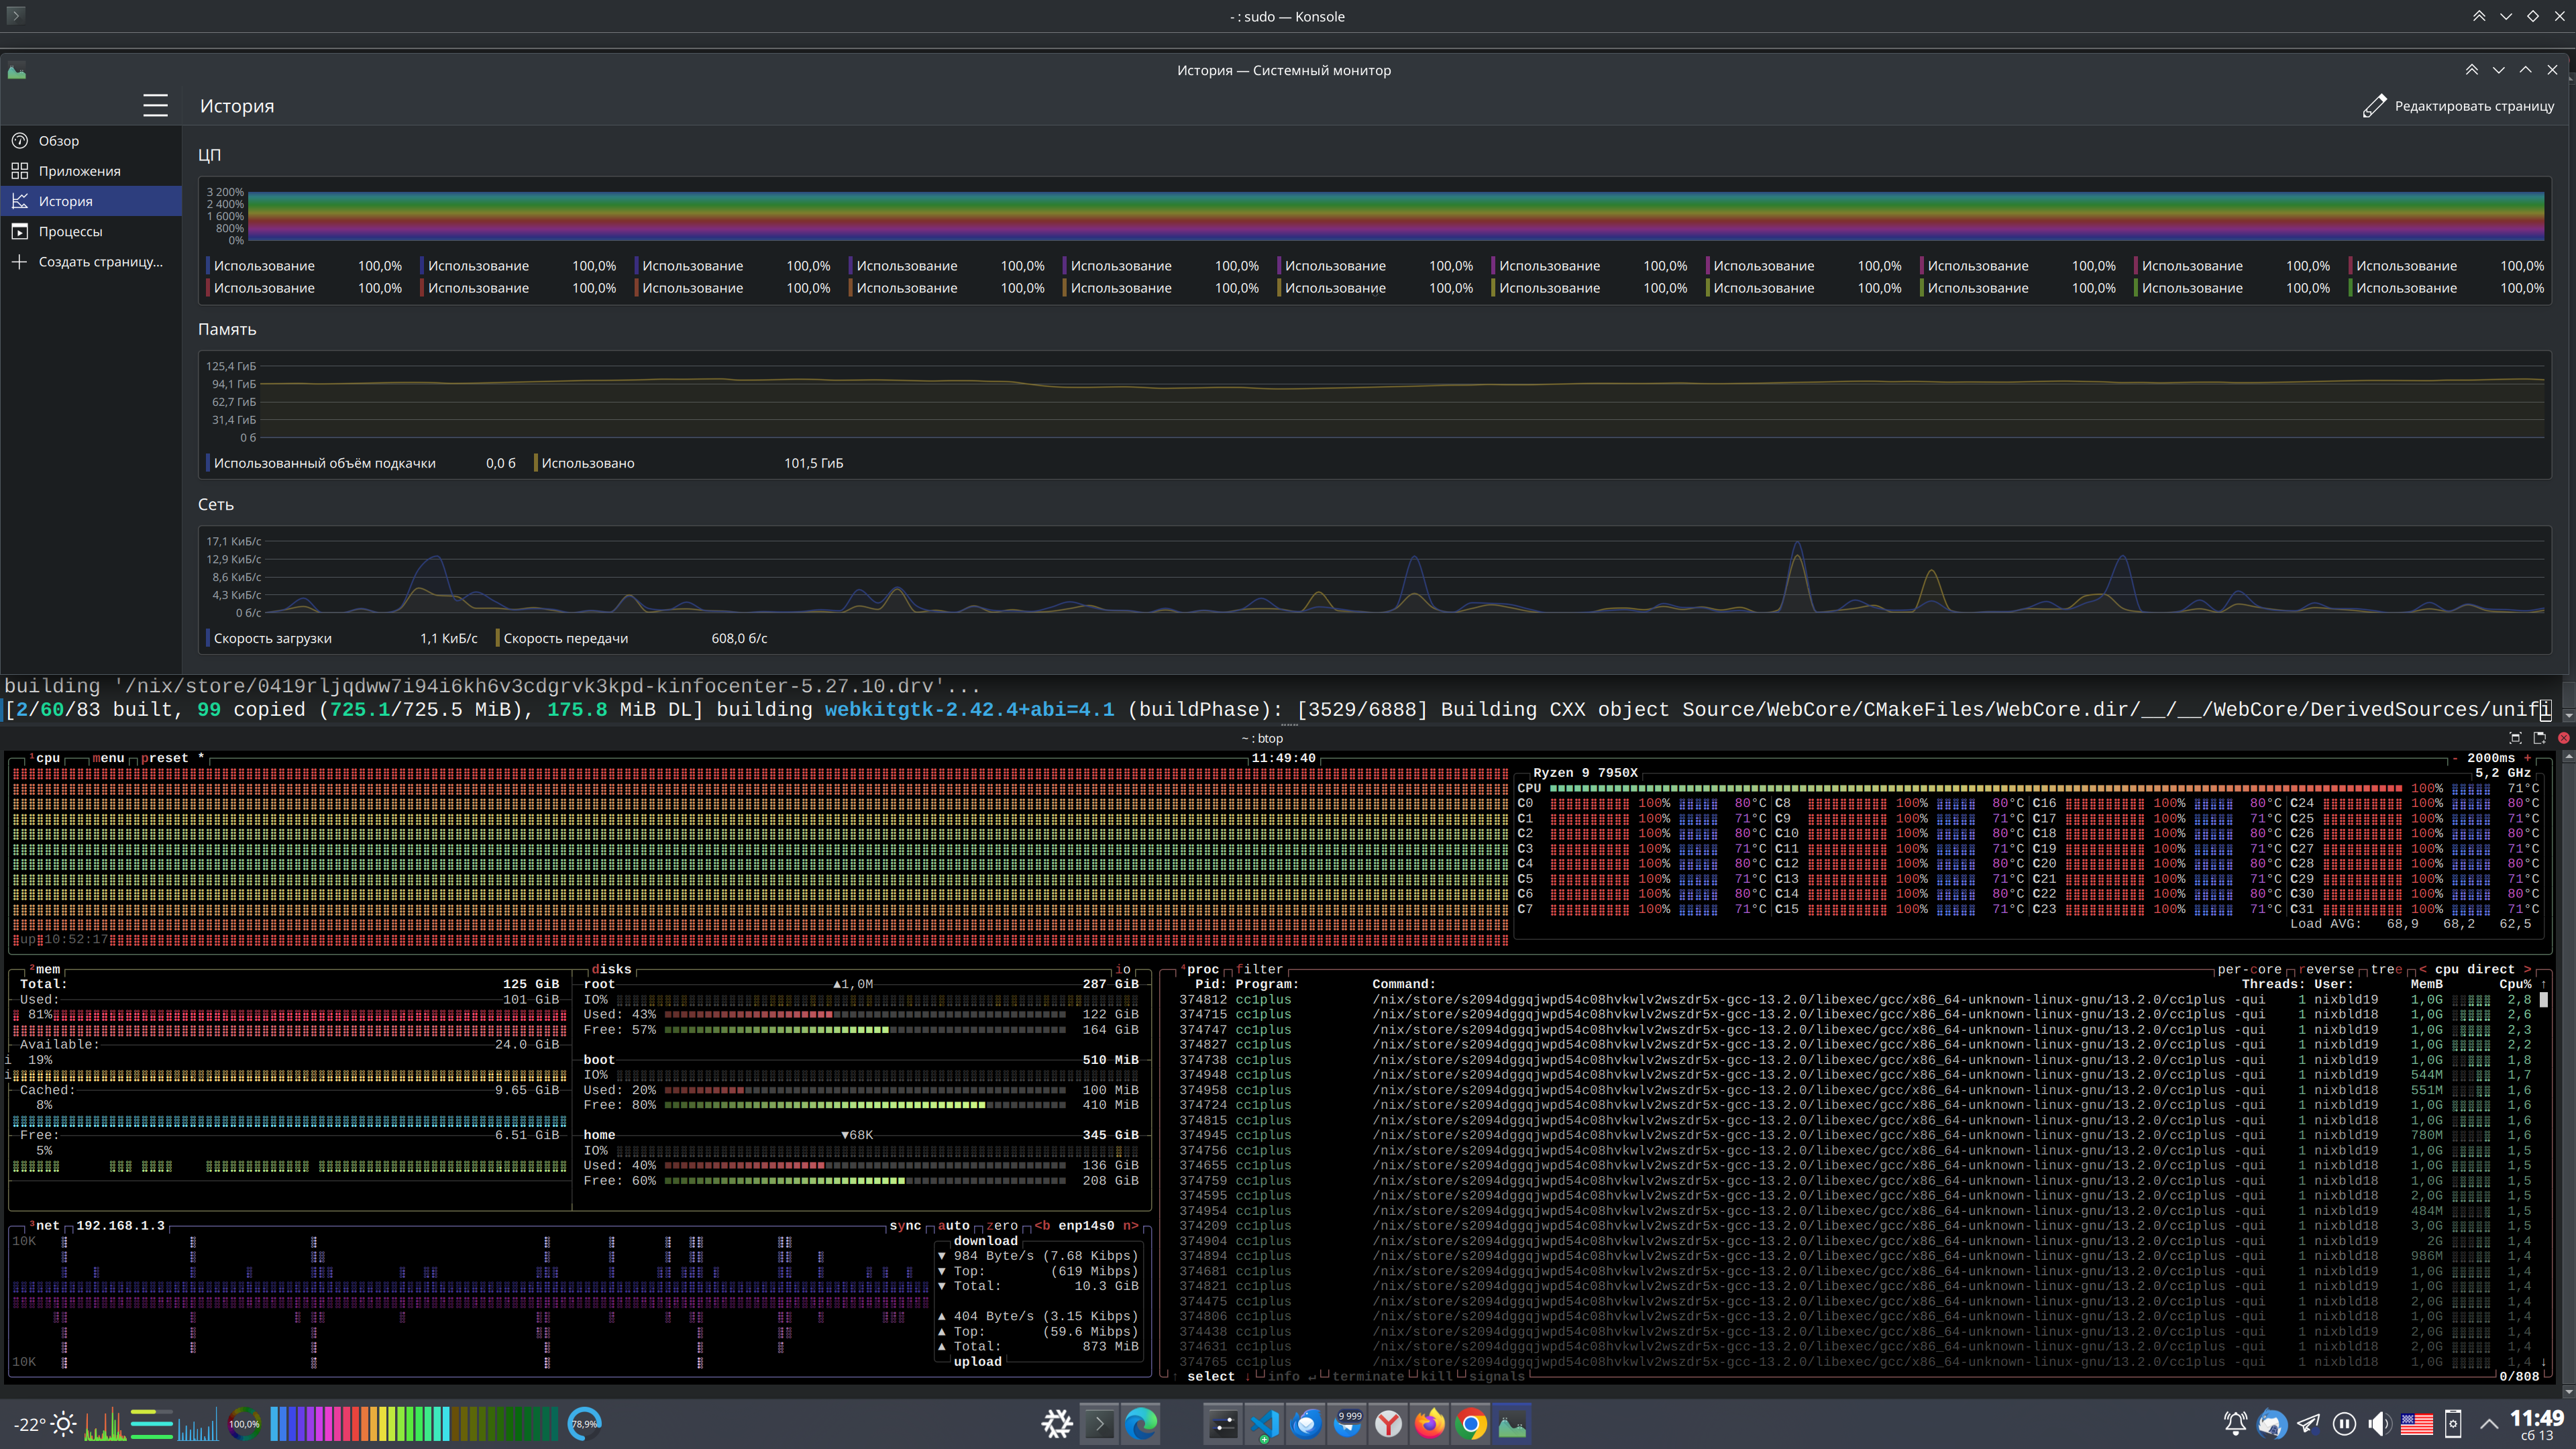 - : sudo — Konsole
История — Системный монитор
История
Редактировать страницу
Обзор
Приложения
История
Процессы
Создать страницу...
ЦП
3 200%
2 400%
1 600%
800%
0%
Использование 100,0% Использование 100,0% Использование 100,0% Использование 100,0% Использование 100,0% Использование 100,0% Использование 100,0% Использование 100,0% Использование 100,0% Использование 100,0% Использование 100,0%
Использование 100,0% Использование 100,0% Использование 100,0% Использование 100,0% Использование 100,0% Использование 100,0% Использование 100,0% Использование 100,0% Использование 100,0% Использование 100,0% Использование 100,0%
Память
125,4 ГиБ
94,1 ГиБ
62,7 ГиБ
31,4 ГиБ
0 б
Использованный объём подкачки 0,0 б Использовано 101,5 ГиБ
Сеть
17,1 КиБ/с
12,9 КиБ/с
8,6 КиБ/с
4,3 КиБ/с
0 б/с
Скорость загрузки 1,1 КиБ/с Скорость передачи 608,0 б/с
building '/nix/store/0419rljqdww7i94i6kh6v3cdgrvk3kpd-kinfocenter-5.27.10.drv'...
[2/60/83 built, 99 copied (725.1/725.5 MiB), 175.8 MiB DL] building webkitgtk-2.42.4+abi=4.1 (buildPhase): [3529/6888] Building CXX object Source/WebCore/CMakeFiles/WebCore.dir/__/__/WebCore/DerivedSources/unifi
~ : btop
¹cpu menu preset * 11:49:40 - 2000ms +
Ryzen 9 7950X 5,2 GHz
CPU 100% 71°C
C0 100% 80°C C8 100% 80°C C16 100% 80°C C24 100% 80°C
C1 100% 71°C C9 100% 71°C C17 100% 71°C C25 100% 71°C
C2 100% 80°C C10 100% 80°C C18 100% 80°C C26 100% 80°C
C3 100% 71°C C11 100% 71°C C19 100% 71°C C27 100% 71°C
C4 100% 80°C C12 100% 80°C C20 100% 80°C C28 100% 80°C
C5 100% 71°C C13 100% 71°C C21 100% 71°C C29 100% 71°C
C6 100% 80°C C14 100% 80°C C22 100% 80°C C30 100% 80°C
C7 100% 71°C C15 100% 71°C C23 100% 71°C C31 100% 71°C
Load AVG: 68,9 68,2 62,5
up 10:52:17
²mem
Total: 125 GiB
Used: 101 GiB
81%
Available: 24.0 GiB
19%
Cached: 9.65 GiB
8%
Free: 6.51 GiB
5%
disks io
root ▲1,0M 287 GiB
IO%
Used: 43% 122 GiB
Free: 57% 164 GiB
boot 510 MiB
IO%
Used: 20% 100 MiB
Free: 80% 410 MiB
home ▼68K 345 GiB
IO%
Used: 40% 136 GiB
Free: 60% 208 GiB
³net 192.168.1.3 sync auto zero <b enp14s0 n>
10K
download
▼ 984 Byte/s (7.68 Kibps)
▼ Top: (619 Mibps)
▼ Total: 10.3 GiB
▲ 404 Byte/s (3.15 Kibps)
▲ Top: (59.6 Mibps)
▲ Total: 873 MiB
upload
10K
⁴proc filter per-core reverse tree < cpu direct >
Pid: Program: Command: Threads: User: MemB Cpu% ↑
374812 cc1plus /nix/store/s2094dggqjwpd54c08hvkwlv2wszdr5x-gcc-13.2.0/libexec/gcc/x86_64-unknown-linux-gnu/13.2.0/cc1plus -qui 1 nixbld19 1,0G 2,8
374715 cc1plus /nix/store/s2094dggqjwpd54c08hvkwlv2wszdr5x-gcc-13.2.0/libexec/gcc/x86_64-unknown-linux-gnu/13.2.0/cc1plus -qui 1 nixbld18 1,0G 2,6
374747 cc1plus /nix/store/s2094dggqjwpd54c08hvkwlv2wszdr5x-gcc-13.2.0/libexec/gcc/x86_64-unknown-linux-gnu/13.2.0/cc1plus -qui 1 nixbld19 1,0G 2,3
374827 cc1plus /nix/store/s2094dggqjwpd54c08hvkwlv2wszdr5x-gcc-13.2.0/libexec/gcc/x86_64-unknown-linux-gnu/13.2.0/cc1plus -qui 1 nixbld19 1,0G 2,2
374738 cc1plus /nix/store/s2094dggqjwpd54c08hvkwlv2wszdr5x-gcc-13.2.0/libexec/gcc/x86_64-unknown-linux-gnu/13.2.0/cc1plus -qui 1 nixbld19 1,0G 1,8
374948 cc1plus /nix/store/s2094dggqjwpd54c08hvkwlv2wszdr5x-gcc-13.2.0/libexec/gcc/x86_64-unknown-linux-gnu/13.2.0/cc1plus -qui 1 nixbld19 544M 1,7
374958 cc1plus /nix/store/s2094dggqjwpd54c08hvkwlv2wszdr5x-gcc-13.2.0/libexec/gcc/x86_64-unknown-linux-gnu/13.2.0/cc1plus -qui 1 nixbld18 551M 1,6
374724 cc1plus /nix/store/s2094dggqjwpd54c08hvkwlv2wszdr5x-gcc-13.2.0/libexec/gcc/x86_64-unknown-linux-gnu/13.2.0/cc1plus -qui 1 nixbld19 1,0G 1,6
374815 cc1plus /nix/store/s2094dggqjwpd54c08hvkwlv2wszdr5x-gcc-13.2.0/libexec/gcc/x86_64-unknown-linux-gnu/13.2.0/cc1plus -qui 1 nixbld18 1,0G 1,6
374945 cc1plus /nix/store/s2094dggqjwpd54c08hvkwlv2wszdr5x-gcc-13.2.0/libexec/gcc/x86_64-unknown-linux-gnu/13.2.0/cc1plus -qui 1 nixbld19 780M 1,6
374756 cc1plus /nix/store/s2094dggqjwpd54c08hvkwlv2wszdr5x-gcc-13.2.0/libexec/gcc/x86_64-unknown-linux-gnu/13.2.0/cc1plus -qui 1 nixbld19 1,0G 1,5
374655 cc1plus /nix/store/s2094dggqjwpd54c08hvkwlv2wszdr5x-gcc-13.2.0/libexec/gcc/x86_64-unknown-linux-gnu/13.2.0/cc1plus -qui 1 nixbld18 1,0G 1,5
374759 cc1plus /nix/store/s2094dggqjwpd54c08hvkwlv2wszdr5x-gcc-13.2.0/libexec/gcc/x86_64-unknown-linux-gnu/13.2.0/cc1plus -qui 1 nixbld19 1,0G 1,5
374595 cc1plus /nix/store/s2094dggqjwpd54c08hvkwlv2wszdr5x-gcc-13.2.0/libexec/gcc/x86_64-unknown-linux-gnu/13.2.0/cc1plus -qui 1 nixbld18 2,0G 1,5
374954 cc1plus /nix/store/s2094dggqjwpd54c08hvkwlv2wszdr5x-gcc-13.2.0/libexec/gcc/x86_64-unknown-linux-gnu/13.2.0/cc1plus -qui 1 nixbld19 484M 1,5
374209 cc1plus /nix/store/s2094dggqjwpd54c08hvkwlv2wszdr5x-gcc-13.2.0/libexec/gcc/x86_64-unknown-linux-gnu/13.2.0/cc1plus -qui 1 nixbld18 3,0G 1,5
374904 cc1plus /nix/store/s2094dggqjwpd54c08hvkwlv2wszdr5x-gcc-13.2.0/libexec/gcc/x86_64-unknown-linux-gnu/13.2.0/cc1plus -qui 1 nixbld19 2G 1,4
374894 cc1plus /nix/store/s2094dggqjwpd54c08hvkwlv2wszdr5x-gcc-13.2.0/libexec/gcc/x86_64-unknown-linux-gnu/13.2.0/cc1plus -qui 1 nixbld18 986M 1,4
374681 cc1plus /nix/store/s2094dggqjwpd54c08hvkwlv2wszdr5x-gcc-13.2.0/libexec/gcc/x86_64-unknown-linux-gnu/13.2.0/cc1plus -qui 1 nixbld19 1,0G 1,4
374821 cc1plus /nix/store/s2094dggqjwpd54c08hvkwlv2wszdr5x-gcc-13.2.0/libexec/gcc/x86_64-unknown-linux-gnu/13.2.0/cc1plus -qui 1 nixbld19 1,0G 1,4
374475 cc1plus /nix/store/s2094dggqjwpd54c08hvkwlv2wszdr5x-gcc-13.2.0/libexec/gcc/x86_64-unknown-linux-gnu/13.2.0/cc1plus -qui 1 nixbld18 2,0G 1,4
374806 cc1plus /nix/store/s2094dggqjwpd54c08hvkwlv2wszdr5x-gcc-13.2.0/libexec/gcc/x86_64-unknown-linux-gnu/13.2.0/cc1plus -qui 1 nixbld18 1,0G 1,4
374438 cc1plus /nix/store/s2094dggqjwpd54c08hvkwlv2wszdr5x-gcc-13.2.0/libexec/gcc/x86_64-unknown-linux-gnu/13.2.0/cc1plus -qui 1 nixbld19 2,0G 1,4
374631 cc1plus /nix/store/s2094dggqjwpd54c08hvkwlv2wszdr5x-gcc-13.2.0/libexec/gcc/x86_64-unknown-linux-gnu/13.2.0/cc1plus -qui 1 nixbld19 2,0G 1,4
374765 cc1plus /nix/store/s2094dggqjwpd54c08hvkwlv2wszdr5x-gcc-13.2.0/libexec/gcc/x86_64-unknown-linux-gnu/13.2.0/cc1plus -qui 1 nixbld18 1,0G 1,4 ↓
↑ select ↓ info ↵ terminate kill signals 0/808
-22° 100,0% 78,9% 9 999 11:49
сб 13